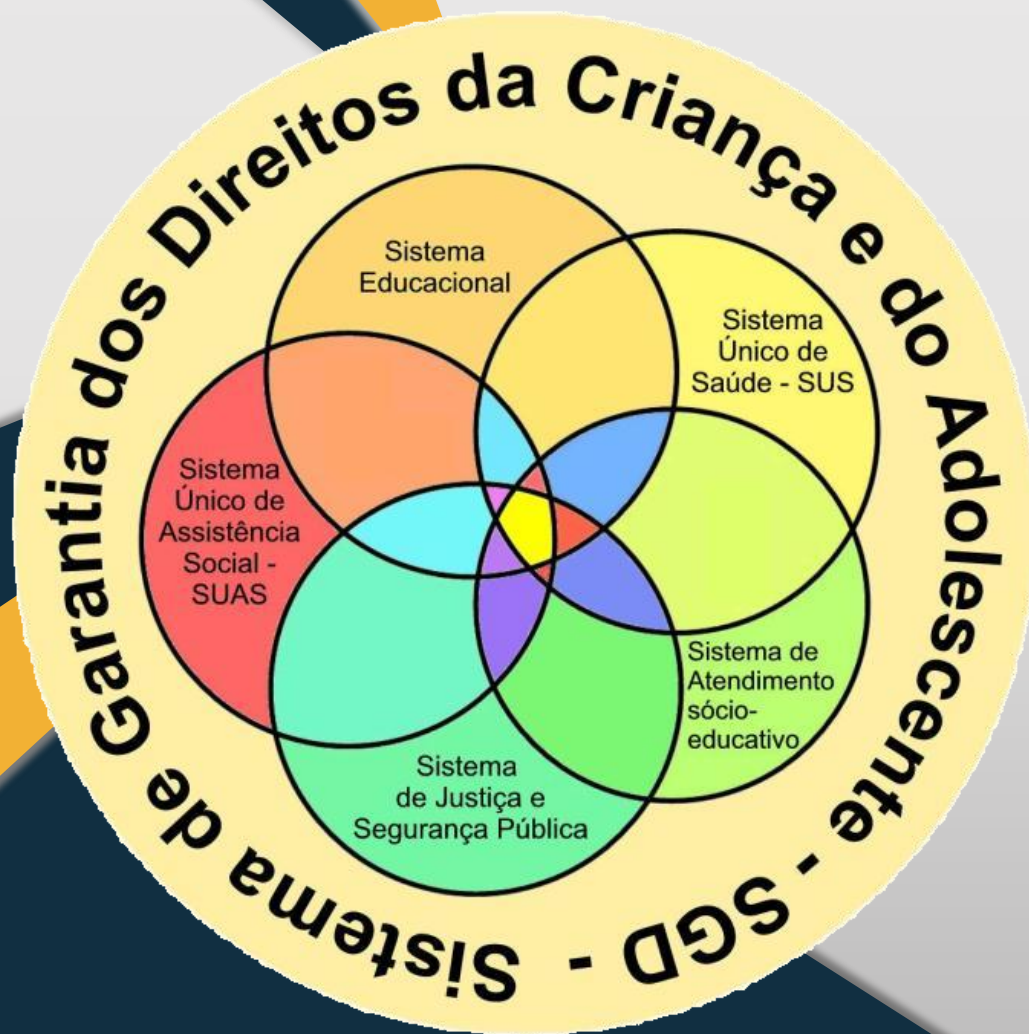 Sistema de Garantia dos Direitos da Criança e do Adolescente - SGD -
Sistema
Educacional
Sistema
Único de
Saúde - SUS
Sistema
Único de
Assistência
Social -
SUAS
Sistema de
Atendimento
sócio-
educativo
Sistema
de Justiça e
Segurança Pública